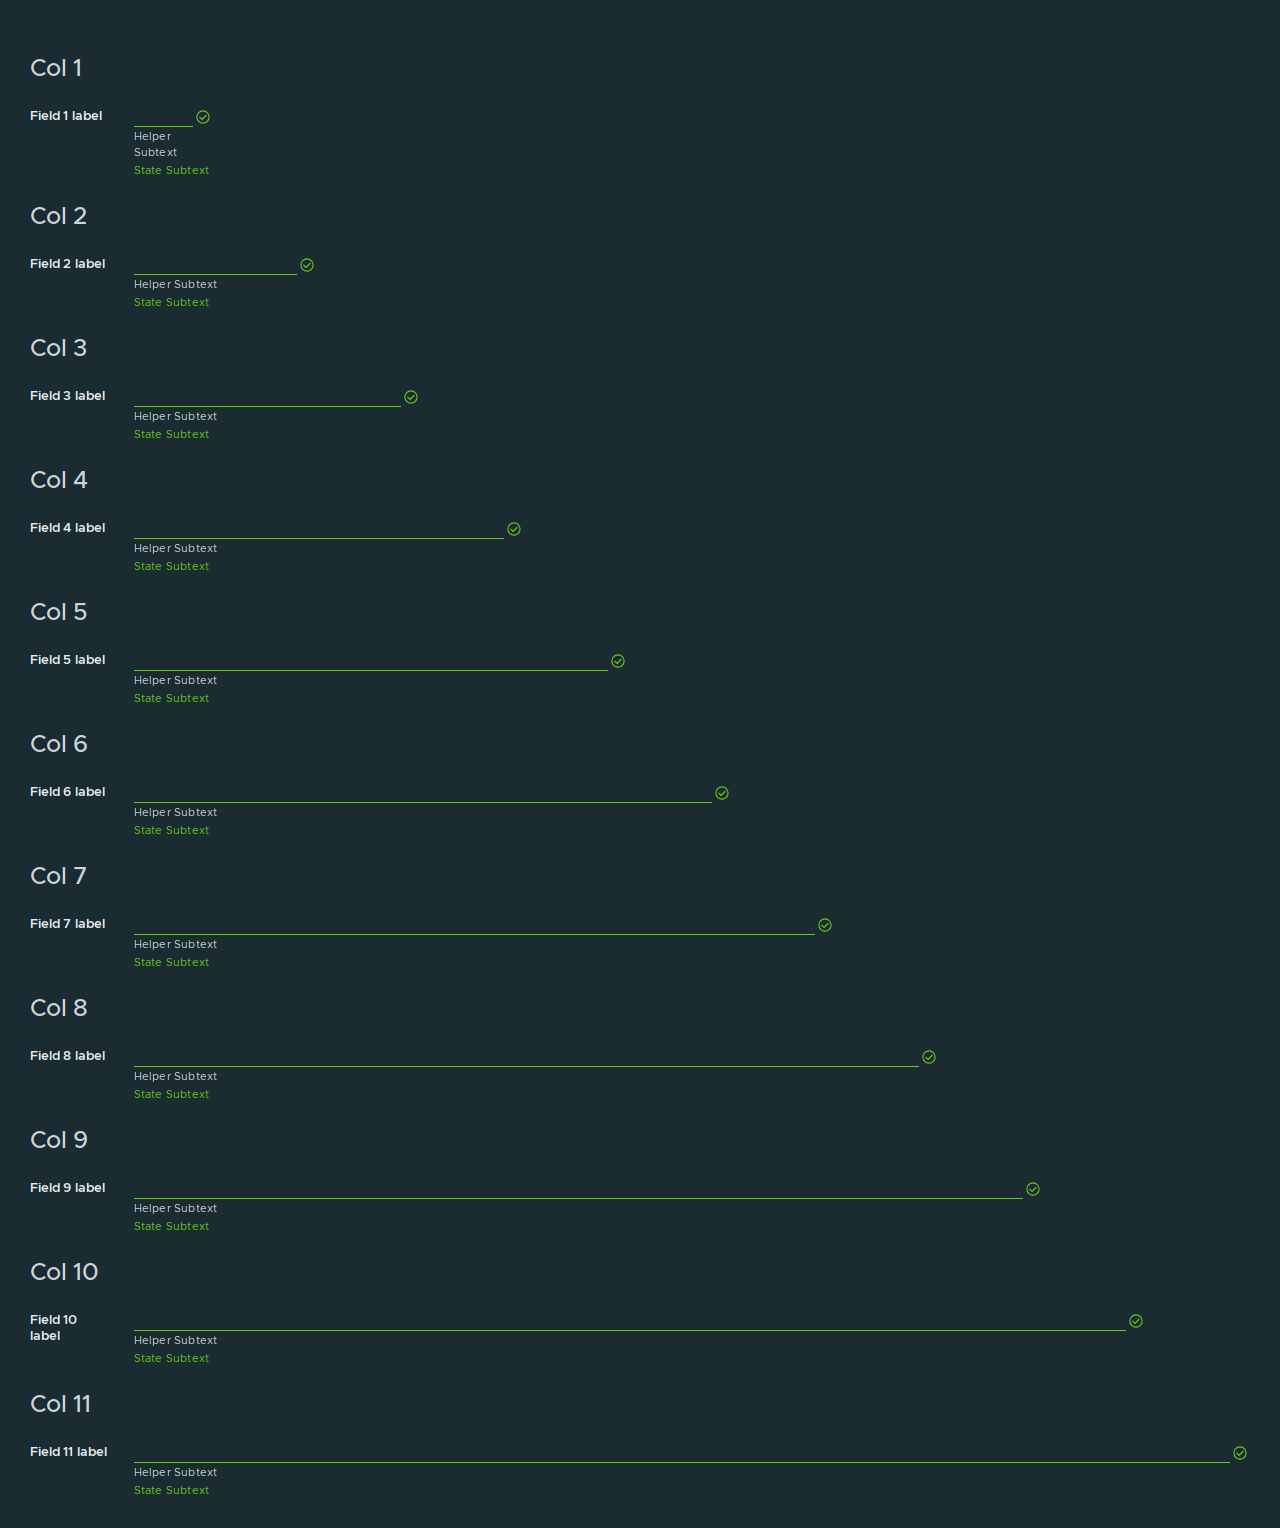 Col 1
Field 1 label
Helper
Subtext
State Subtext
Col 2
Field 2 label
Helper Subtext
State Subtext
Col 3
Field 3 label
Helper Subtext
State Subtext
Col 4
Field 4 label
Helper Subtext
State Subtext
Col 5
Field 5 label
Helper Subtext
State Subtext
Col 6
Field 6 label
Helper Subtext
State Subtext
Col 7
Field 7 label
Helper Subtext
State Subtext
Col 8
Field 8 label
Helper Subtext
State Subtext
Col 9
Field 9 label
Helper Subtext
State Subtext
Col 10
Field 10
label
Helper Subtext
State Subtext
Col 11
Field 11 label
Helper Subtext
State Subtext